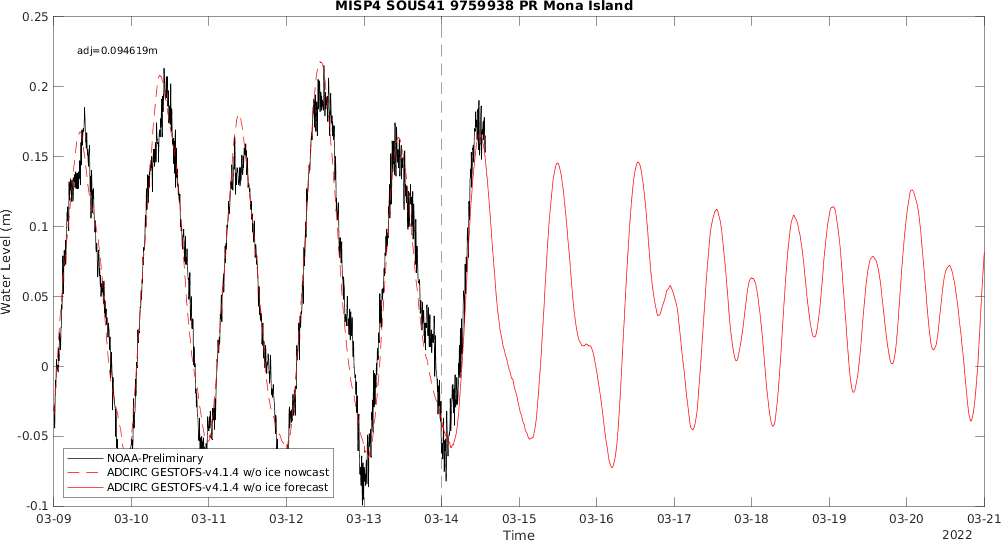 MISP4 SOUS41 9759938 PR Mona Island
adj=0.094619m
0.25
0.2
0.15
0.1
0.05
0
-0.05
-0.1
Water Level (m)
NOAA-Preliminary
ADCIRC GESTOFS-v4.1.4 w/o ice nowcast
ADCIRC GESTOFS-v4.1.4 w/o ice forecast
03-09 03-10 03-11 03-12 03-13 03-14 03-15 03-16 03-17 03-18 03-19 03-20 03-21
Time
2022